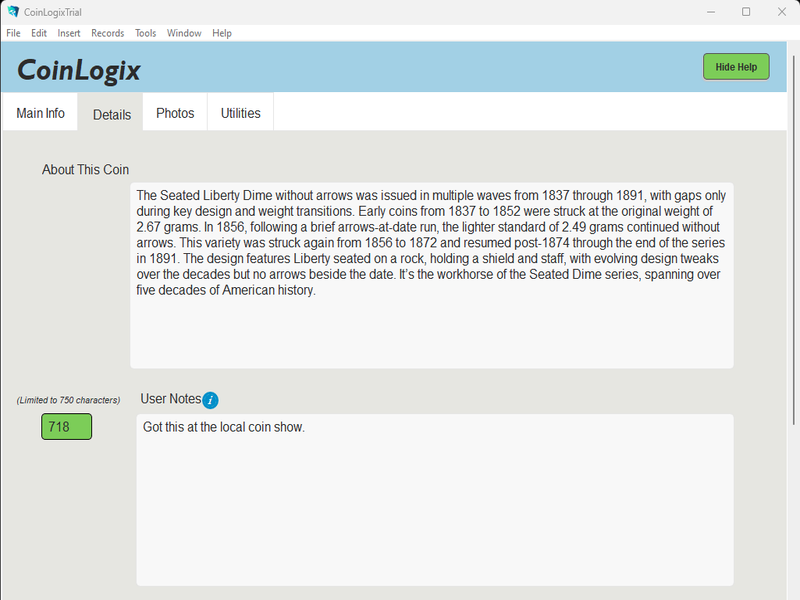 CoinLogixTrial
File Edit Insert Records Tools Window Help
CoinLogix
Hide Help
Main Info Details Photos Utilities
About This Coin
The Seated Liberty Dime without arrows was issued in multiple waves from 1837 through 1891, with gaps only
during key design and weight transitions. Early coins from 1837 to 1852 were struck at the original weight of
2.67 grams. In 1856, following a brief arrows-at-date run, the lighter standard of 2.49 grams continued without
arrows. This variety was struck again from 1856 to 1872 and resumed post-1874 through the end of the series
in 1891. The design features Liberty seated on a rock, holding a shield and staff, with evolving design tweaks
over the decades but no arrows beside the date. It’s the workhorse of the Seated Dime series, spanning over
five decades of American history.
(Limited to 750 characters) User Notes i
718
Got this at the local coin show.